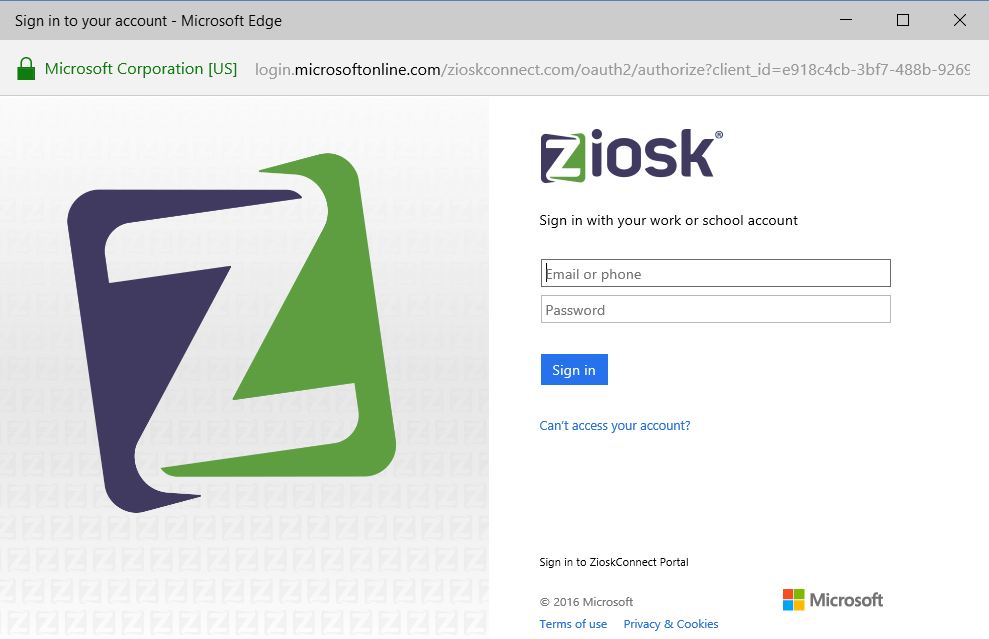 Sign in to your account - Microsoft Edge
Microsoft Corporation [US] login.microsoftonline.com/zioskconnect.com/oauth2/authorize?client_id=e918c4cb-3bf7-488b-9269
ziosk®
Sign in with your work or school account
Email or phone
Password
Sign in
Can't access your account?
Sign in to ZioskConnect Portal
© 2016 Microsoft
Microsoft
Terms of use Privacy & Cookies